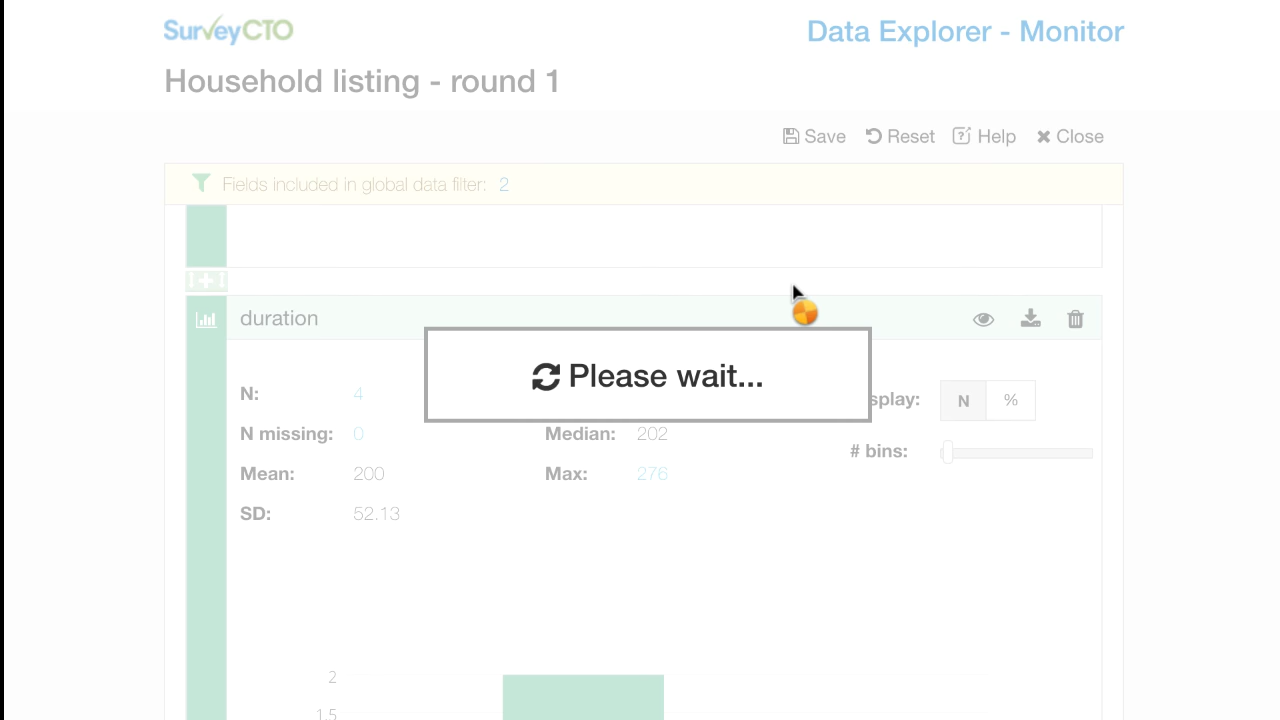 SurveyCTO
Data Explorer - Monitor
Household listing - round 1
Save Reset Help Close
Fields included in global data filter: 2
duration
Please wait...
N: 4
splay: N %
N missing: 0
Median: 202
# bins:
Mean: 200
Max: 276
SD: 52.13
2
1.5